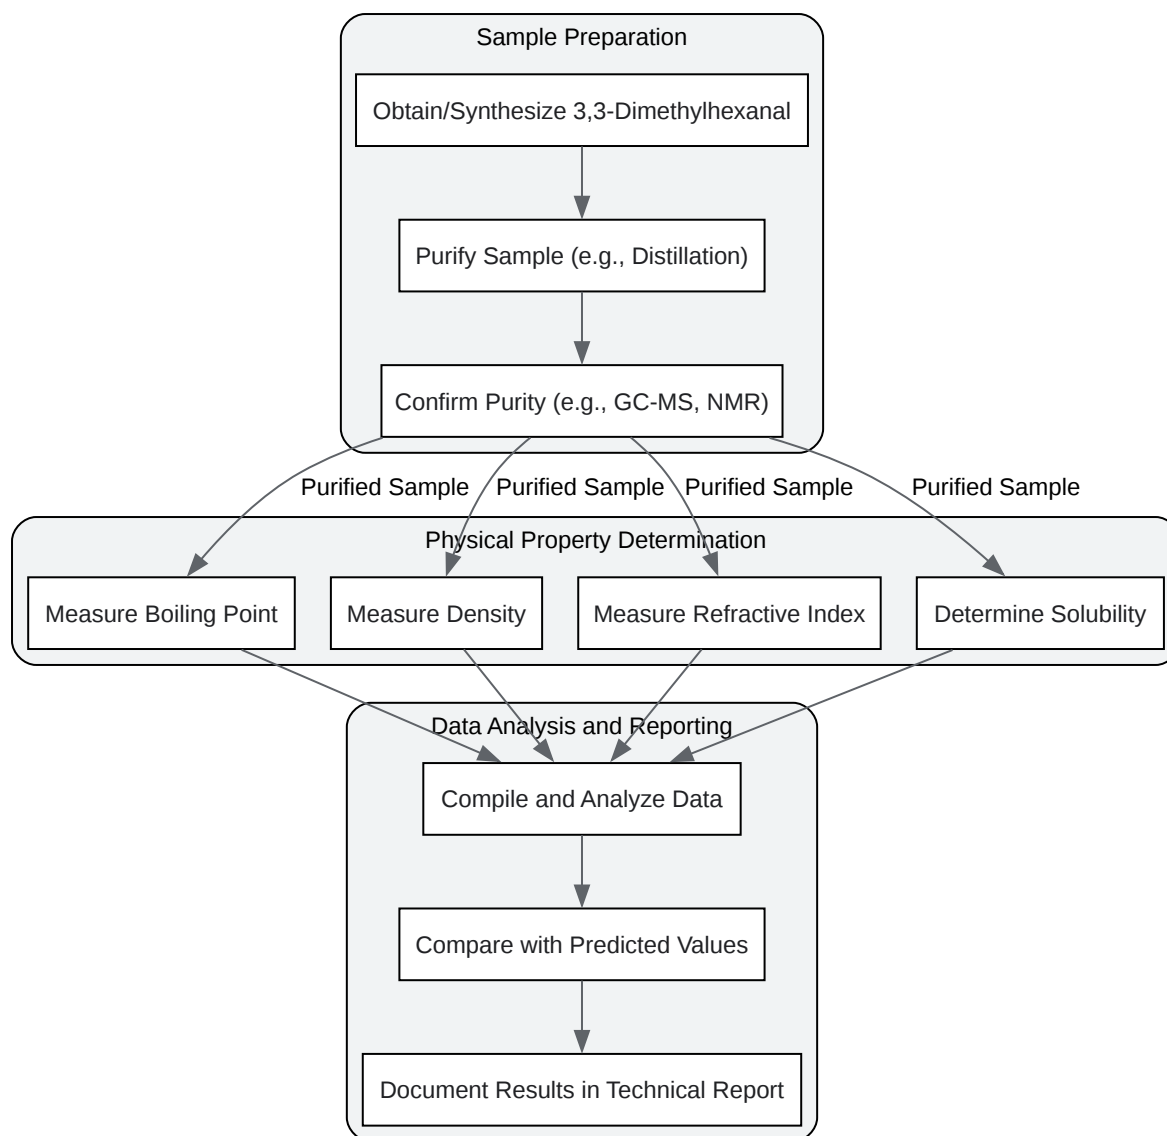 Sample Preparation
Obtain/Synthesize 3,3-Dimethylhexanal
Purify Sample (e.g., Distillation)
Confirm Purity (e.g., GC-MS, NMR)
Purified Sample
Purified Sample
Purified Sample
Purified Sample
Physical Property Determination
Measure Boiling Point
Measure Density
Measure Refractive Index
Determine Solubility
Data Analysis and Reporting
Compile and Analyze Data
Compare with Predicted Values
Document Results in Technical Report